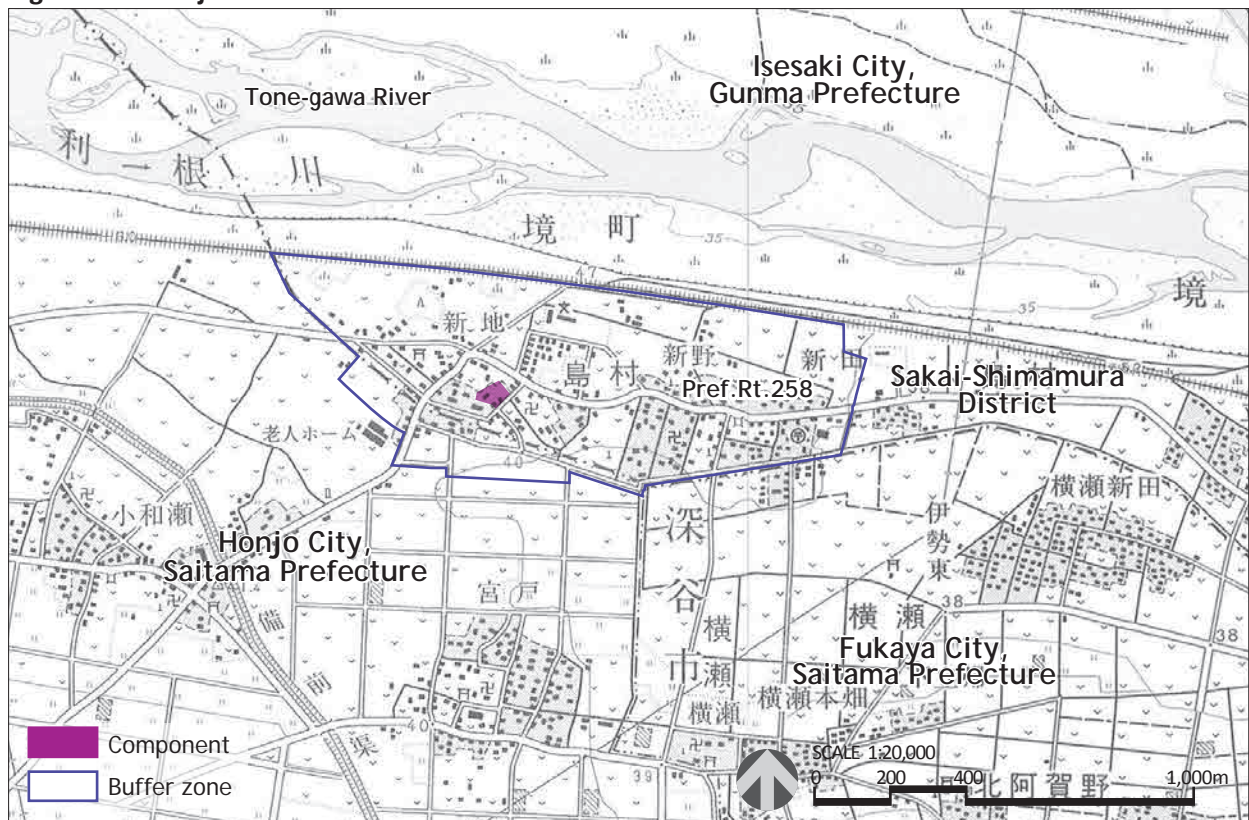 Isesaki City,
Gunma Prefecture
Tone-gawa River
利根川
境町
35
47
境
35
新地
島村
新野
新田
Pref.Rt.258
Sakai-Shimamura
District
老人ホーム
40
小和瀬
Honjo City,
Saitama Prefecture
宮戸
備前渠
深谷市
横瀬
横瀬
伊勢東
横瀬新田
38
横瀬
38
Fukaya City,
Saitama Prefecture
横瀬本畑
40
39
北阿賀野
Component
Buffer zone
SCALE 1:20,000
0 200 400 1,000m